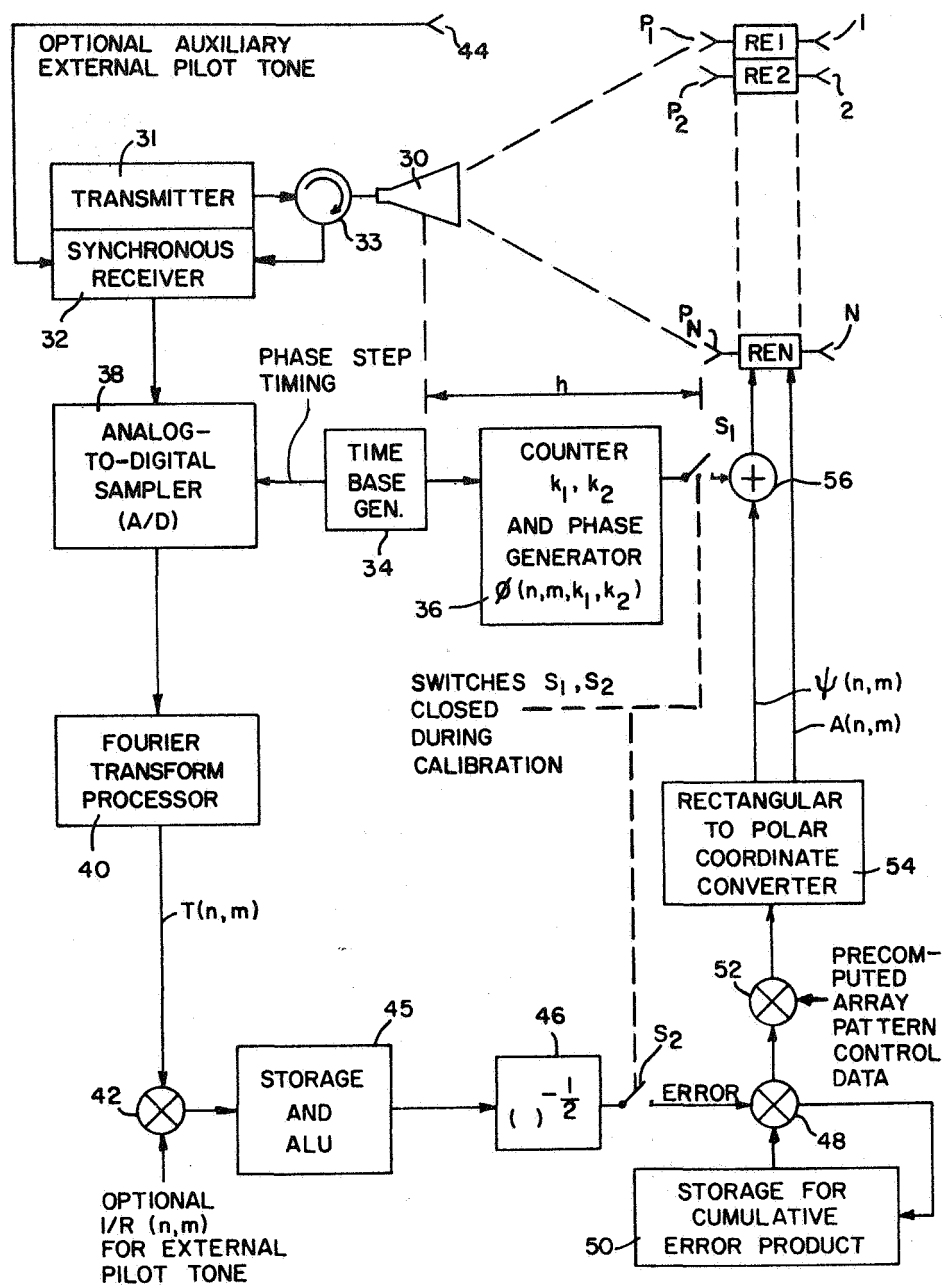 OPTIONAL AUXILIARY
EXTERNAL PILOT TONE
44
P1
RE1
1
P2
RE2
2
31
TRANSMITTER
33
30
SYNCHRONOUS
RECEIVER
32
PN
REN
N
PHASE STEP
TIMING
h
38
ANALOG-
TO-DIGITAL
SAMPLER
(A/D)
TIME
BASE
GEN.
34
COUNTER
k1, k2
AND PHASE
GENERATOR
Ø(n,m,k1,k2)
36
S1
+
56
SWITCHES S1,S2
CLOSED
DURING
CALIBRATION
Ψ(n,m)
A(n,m)
FOURIER
TRANSFORM
PROCESSOR
40
RECTANGULAR
TO POLAR
COORDINATE
CONVERTER
54
T(n,m)
52
PRECOM-
PUTED
ARRAY
PATTERN
CONTROL
DATA
42
45
STORAGE
AND
ALU
46
( )-1/2
S2
ERROR
48
OPTIONAL
I/R (n,m)
FOR EXTERNAL
PILOT TONE
50
STORAGE FOR
CUMULATIVE
ERROR PRODUCT